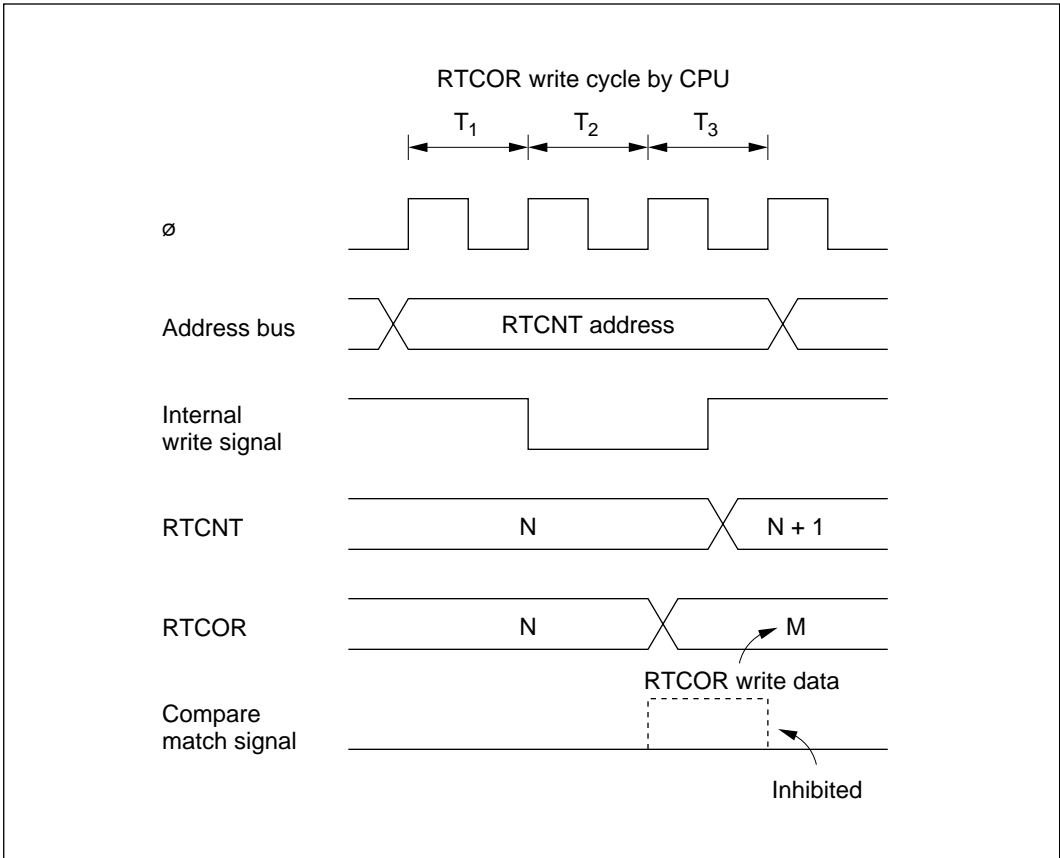 RTCOR write cycle by CPU
T1 T2 T3
ø
Address bus RTCNT address
Internal
write signal
RTCNT N N + 1
RTCOR N M
RTCOR write data
Compare
match signal
Inhibited